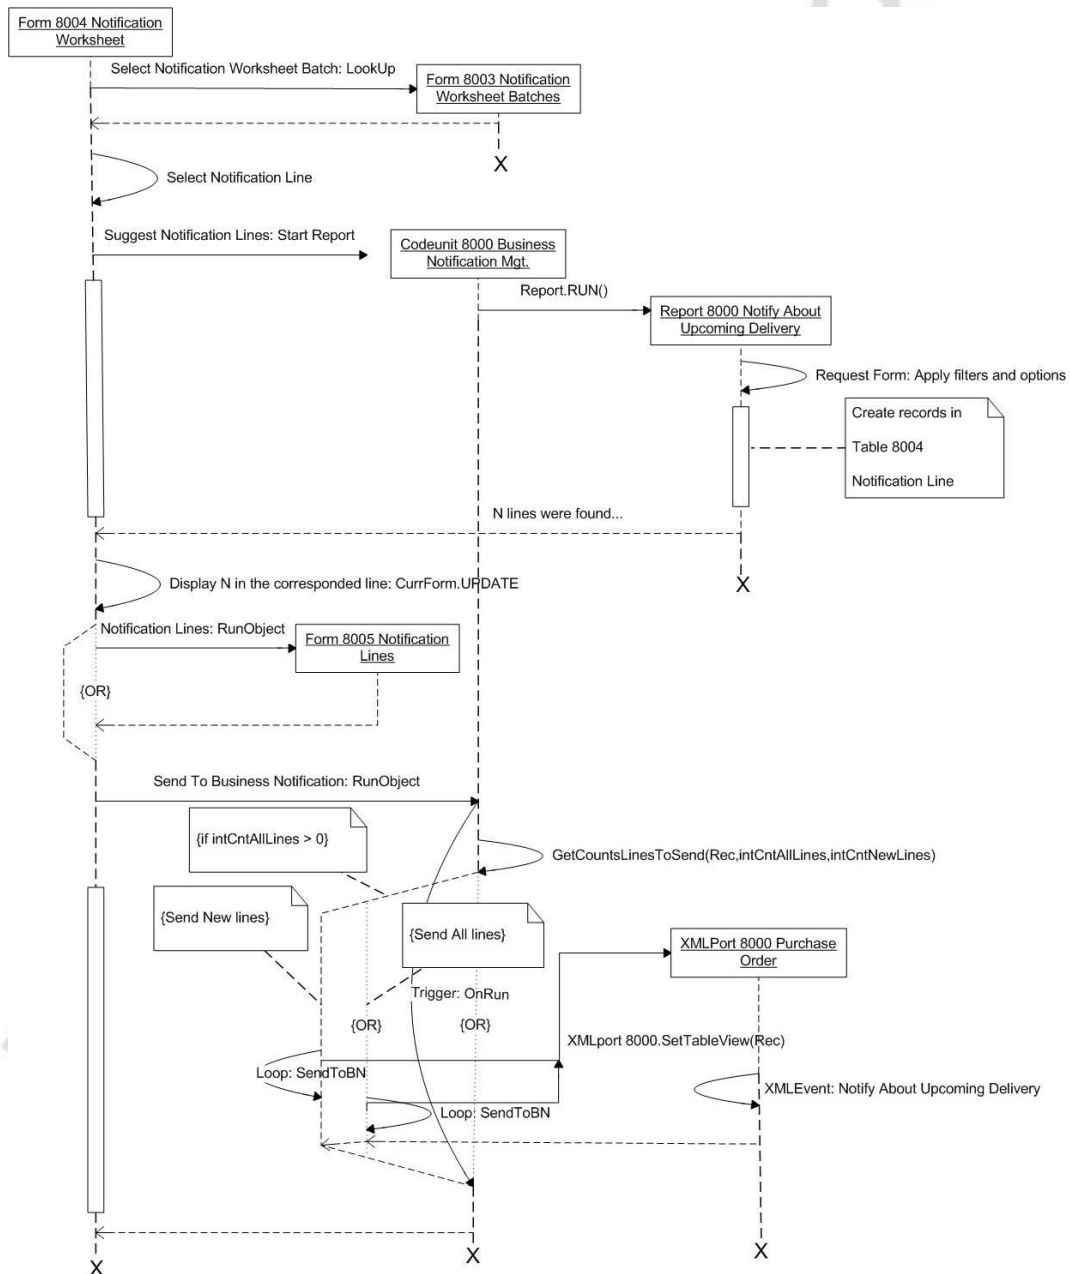 Form 8004 Notification
Worksheet
Select Notification Worksheet Batch: LookUp
Form 8003 Notification
Worksheet Batches
X
Select Notification Line
Suggest Notification Lines: Start Report
Codeunit 8000 Business
Notification Mgt.
Report.RUN()
Report 8000 Notify About
Upcoming Delivery
Request Form: Apply filters and options
Create records in
Table 8004
Notification Line
N lines were found...
X
Display N in the corresponded line: CurrForm.UPDATE
Notification Lines: RunObject
Form 8005 Notification
Lines
{OR}
Send To Business Notification: RunObject
{if intCntAllLines > 0}
GetCountsLinesToSend(Rec,intCntAllLines,intCntNewLines)
{Send New lines}
{Send All lines}
XMLPort 8000 Purchase
Order
Trigger: OnRun
{OR}
{OR}
XMLport 8000.SetTableView(Rec)
Loop: SendToBN
XMLEvent: Notify About Upcoming Delivery
Loop: SendToBN
X
X
X